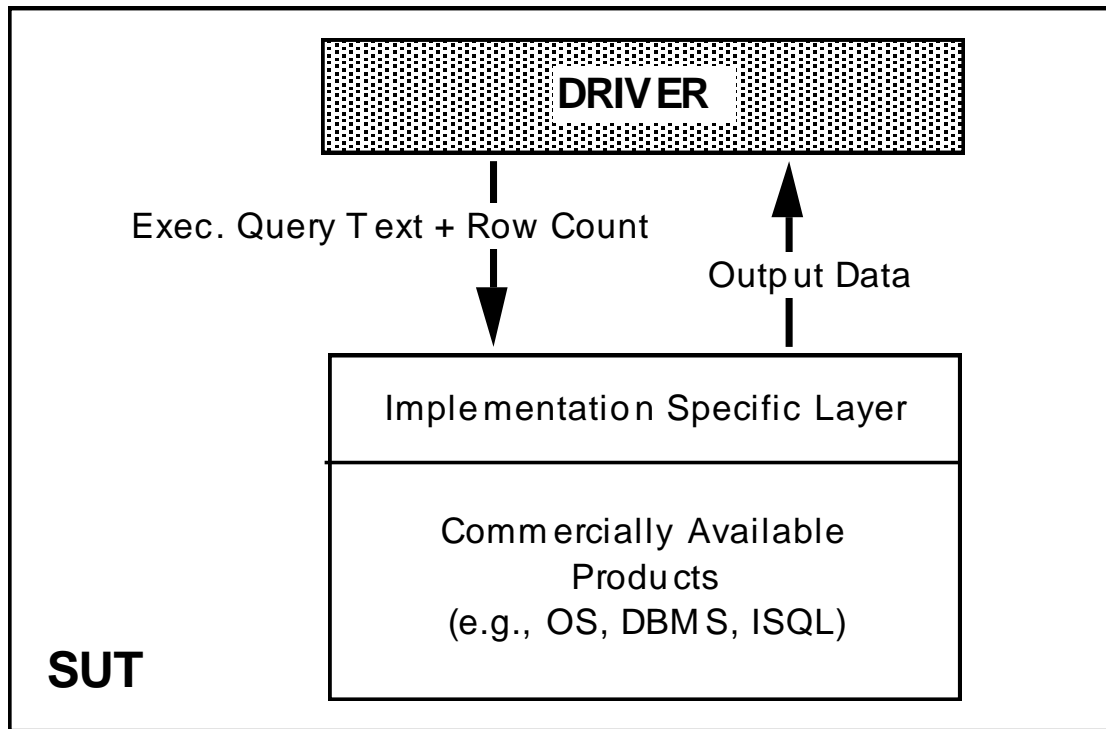 DRIVER
Exec. Query Text + Row Count
Output Data
Implementation Specific Layer
Commercially Available
Products
(e.g., OS, DBMS, ISQL)
SUT